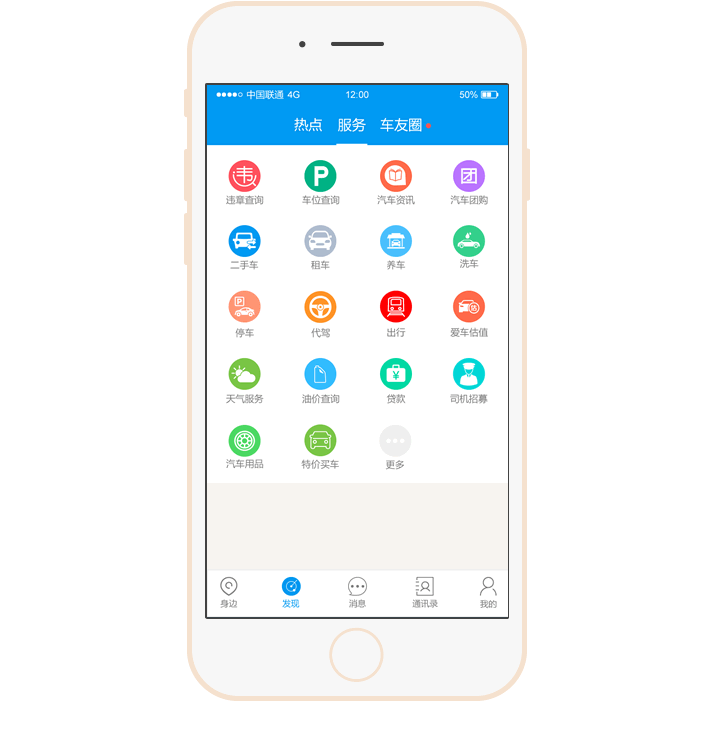 中国联通 4G 12:00 50%
热点 服务 车友圈
违 P 团
违章查询 车位查询 汽车资讯 汽车团购
二手车 租车 养车 洗车
P
停车 代驾 出行 爱车估值
¥
天气服务 油价查询 贷款 司机招募
汽车用品 特价买车 更多
身边 发现 消息 通讯录 我的